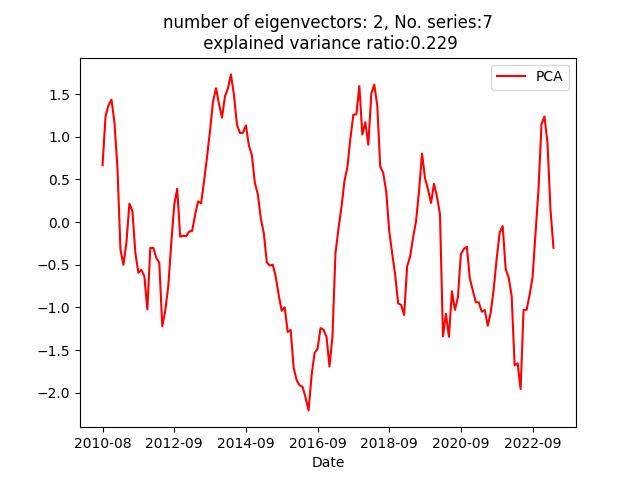 number of eigenvectors: 2, No. series:7
explained variance ratio:0.229
PCA
1.5
1.0
0.5
0.0
−0.5
−1.0
−1.5
−2.0
2010-08 2012-09 2014-09 2016-09 2018-09 2020-09 2022-09
Date